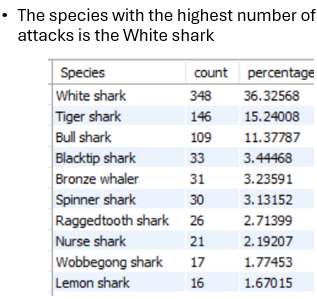 • The species with the highest number of
attacks is the White shark
Species count percentage
White shark 348 36.32568
Tiger shark 146 15.24008
Bull shark 109 11.37787
Blacktip shark 33 3.44468
Bronze whaler 31 3.23591
Spinner shark 30 3.13152
Raggedtooth shark 26 2.71399
Nurse shark 21 2.19207
Wobbegong shark 17 1.77453
Lemon shark 16 1.67015